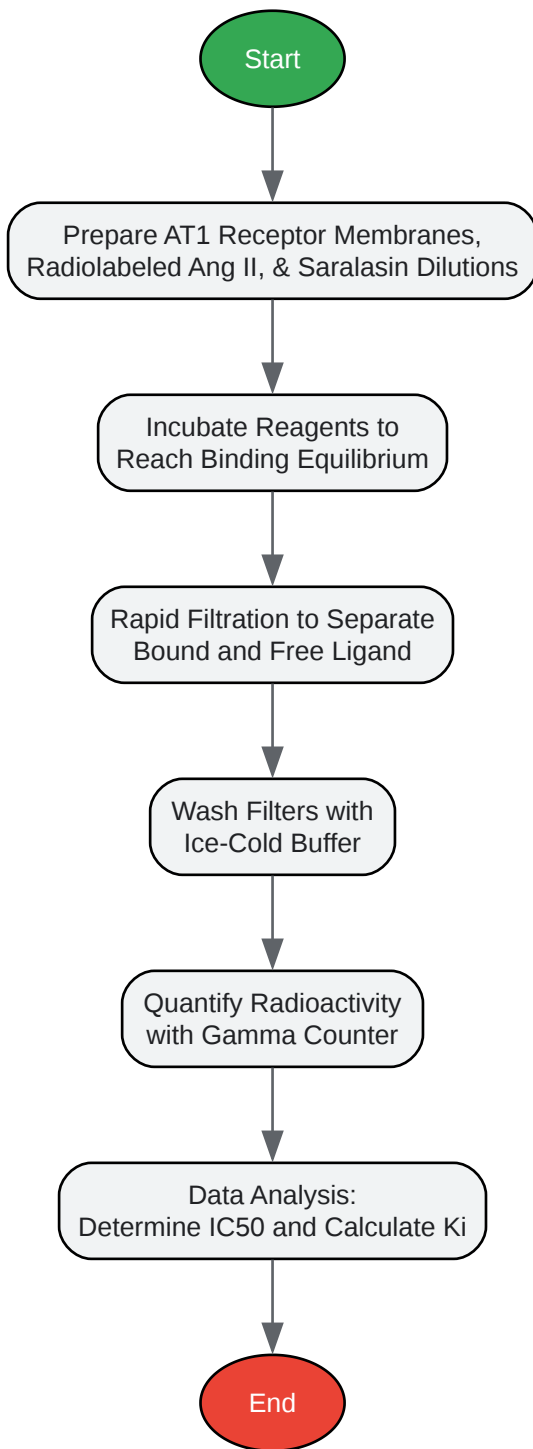 Start
Prepare AT1 Receptor Membranes,
Radiolabeled Ang II, & Saralasin Dilutions
Incubate Reagents to
Reach Binding Equilibrium
Rapid Filtration to Separate
Bound and Free Ligand
Wash Filters with
Ice-Cold Buffer
Quantify Radioactivity
with Gamma Counter
Data Analysis:
Determine IC50 and Calculate Ki
End